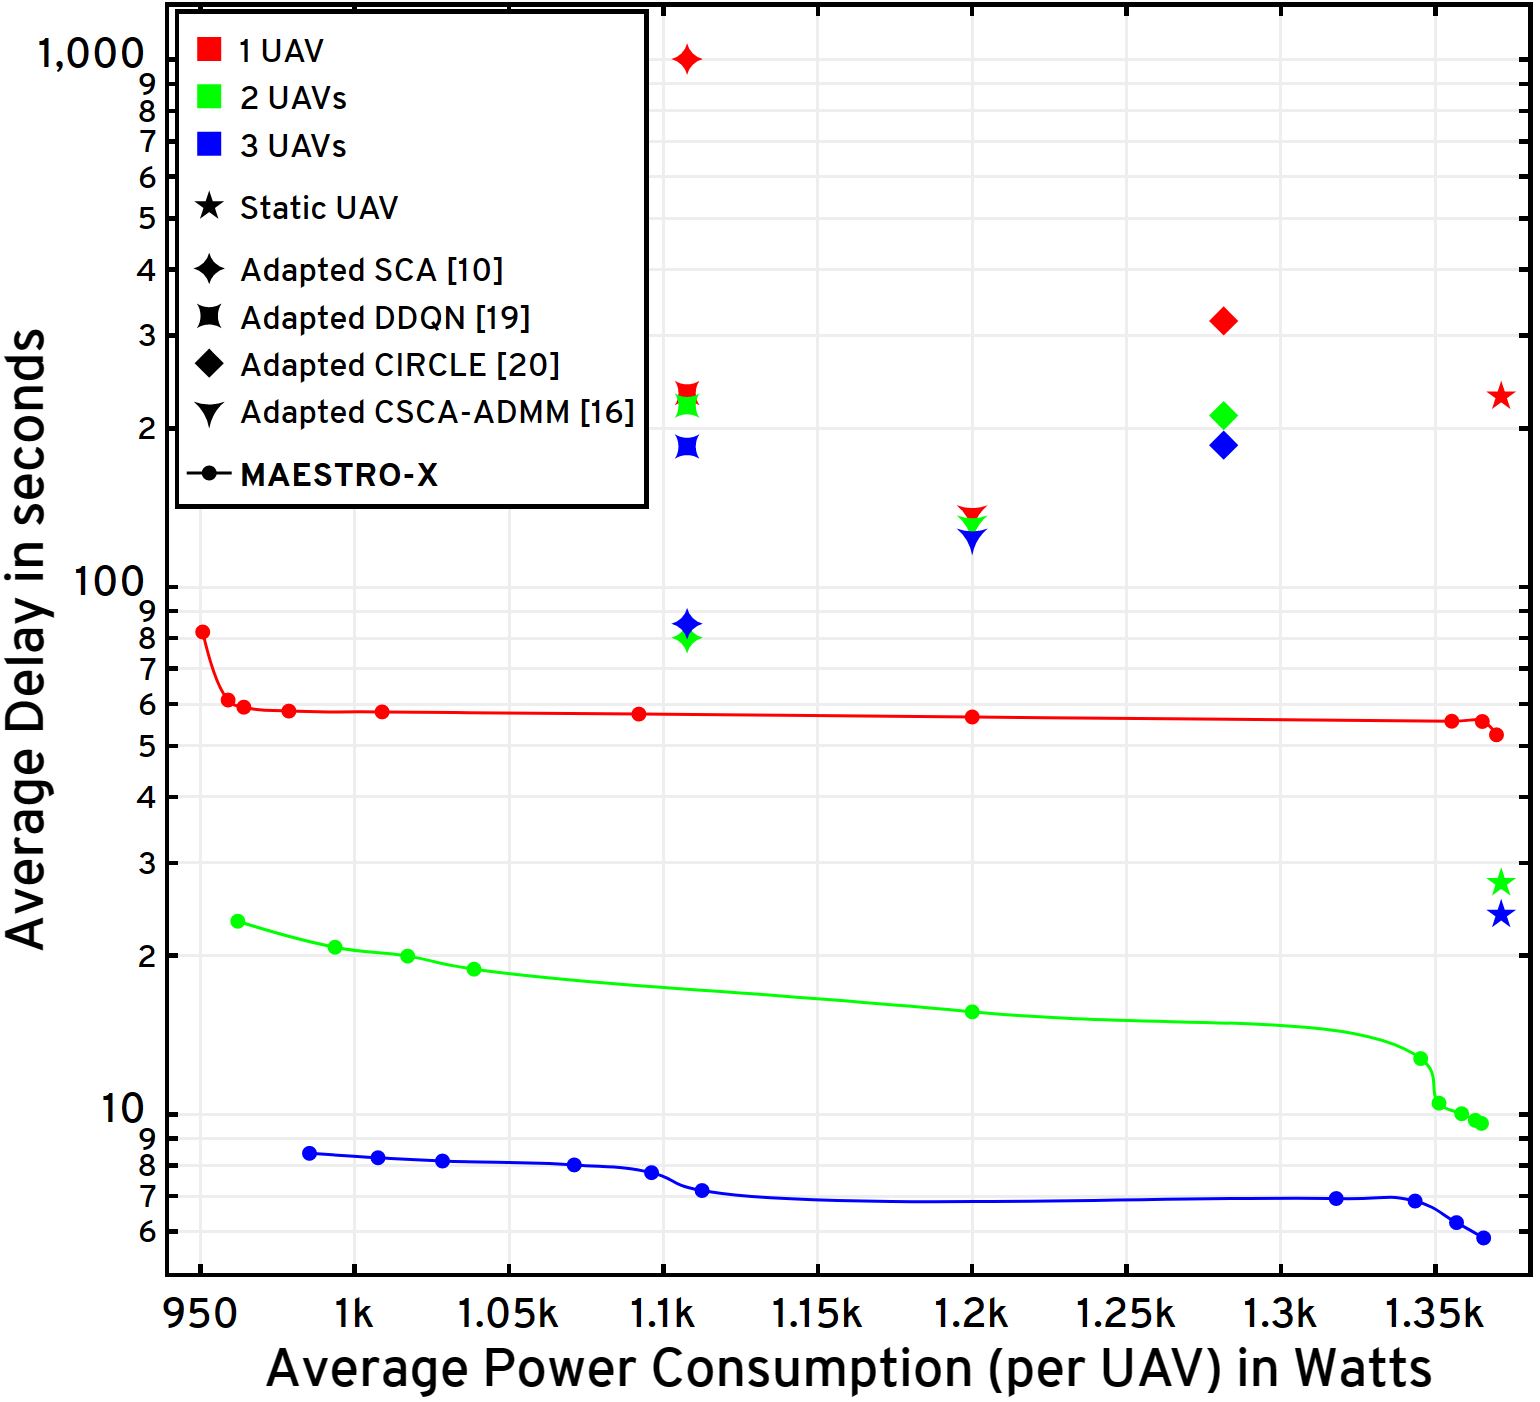 1 UAV
2 UAVs
3 UAVs
Static UAV
Adapted SCA [10]
Adapted DDQN [19]
Adapted CIRCLE [20]
Adapted CSCA-ADMM [16]
MAESTRO-X
Average Delay in seconds
1,000
9
8
7
6
5
4
3
2
100
9
8
7
6
5
4
3
2
10
9
8
7
6
950 1k 1.05k 1.1k 1.15k 1.2k 1.25k 1.3k 1.35k
Average Power Consumption (per UAV) in Watts